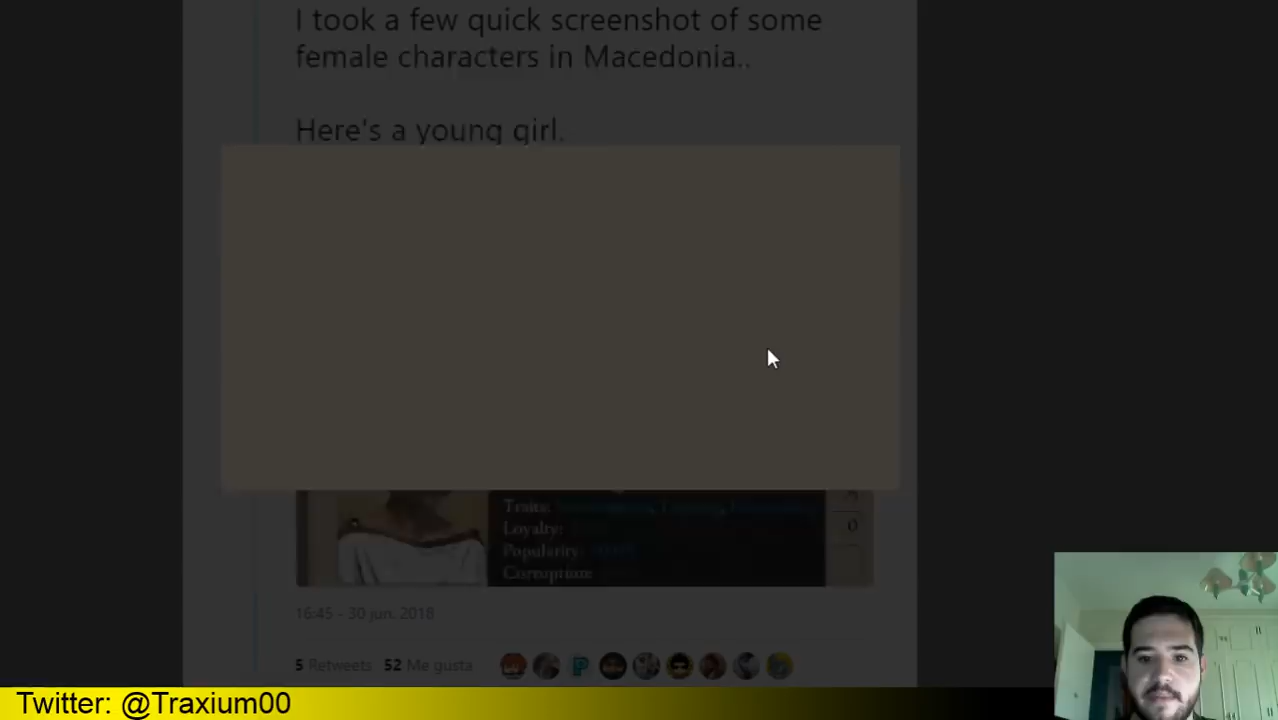 I took a few quick screenshot of some
female characters in Macedonia..
Here's a young girl.
Traits:
Loyalty:
0
Popularity:
Corruption:
16:45 - 30 jun. 2018
5 Retweets 52 Me gusta
Twitter: @Traxium00